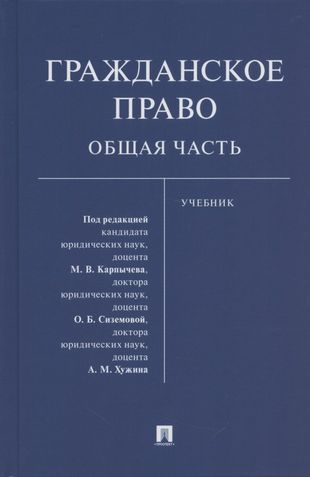 ГРАЖДАНСКОЕ
ПРАВО
ОБЩАЯ ЧАСТЬ
УЧЕБНИК
Под редакцией
кандидата
юридических наук,
доцента
М. В. Карпычева,
доктора
юридических наук,
доцента
О. Б. Сиземовой,
доктора
юридических наук,
доцента
А. М. Хужина
ПРОСПЕКТ